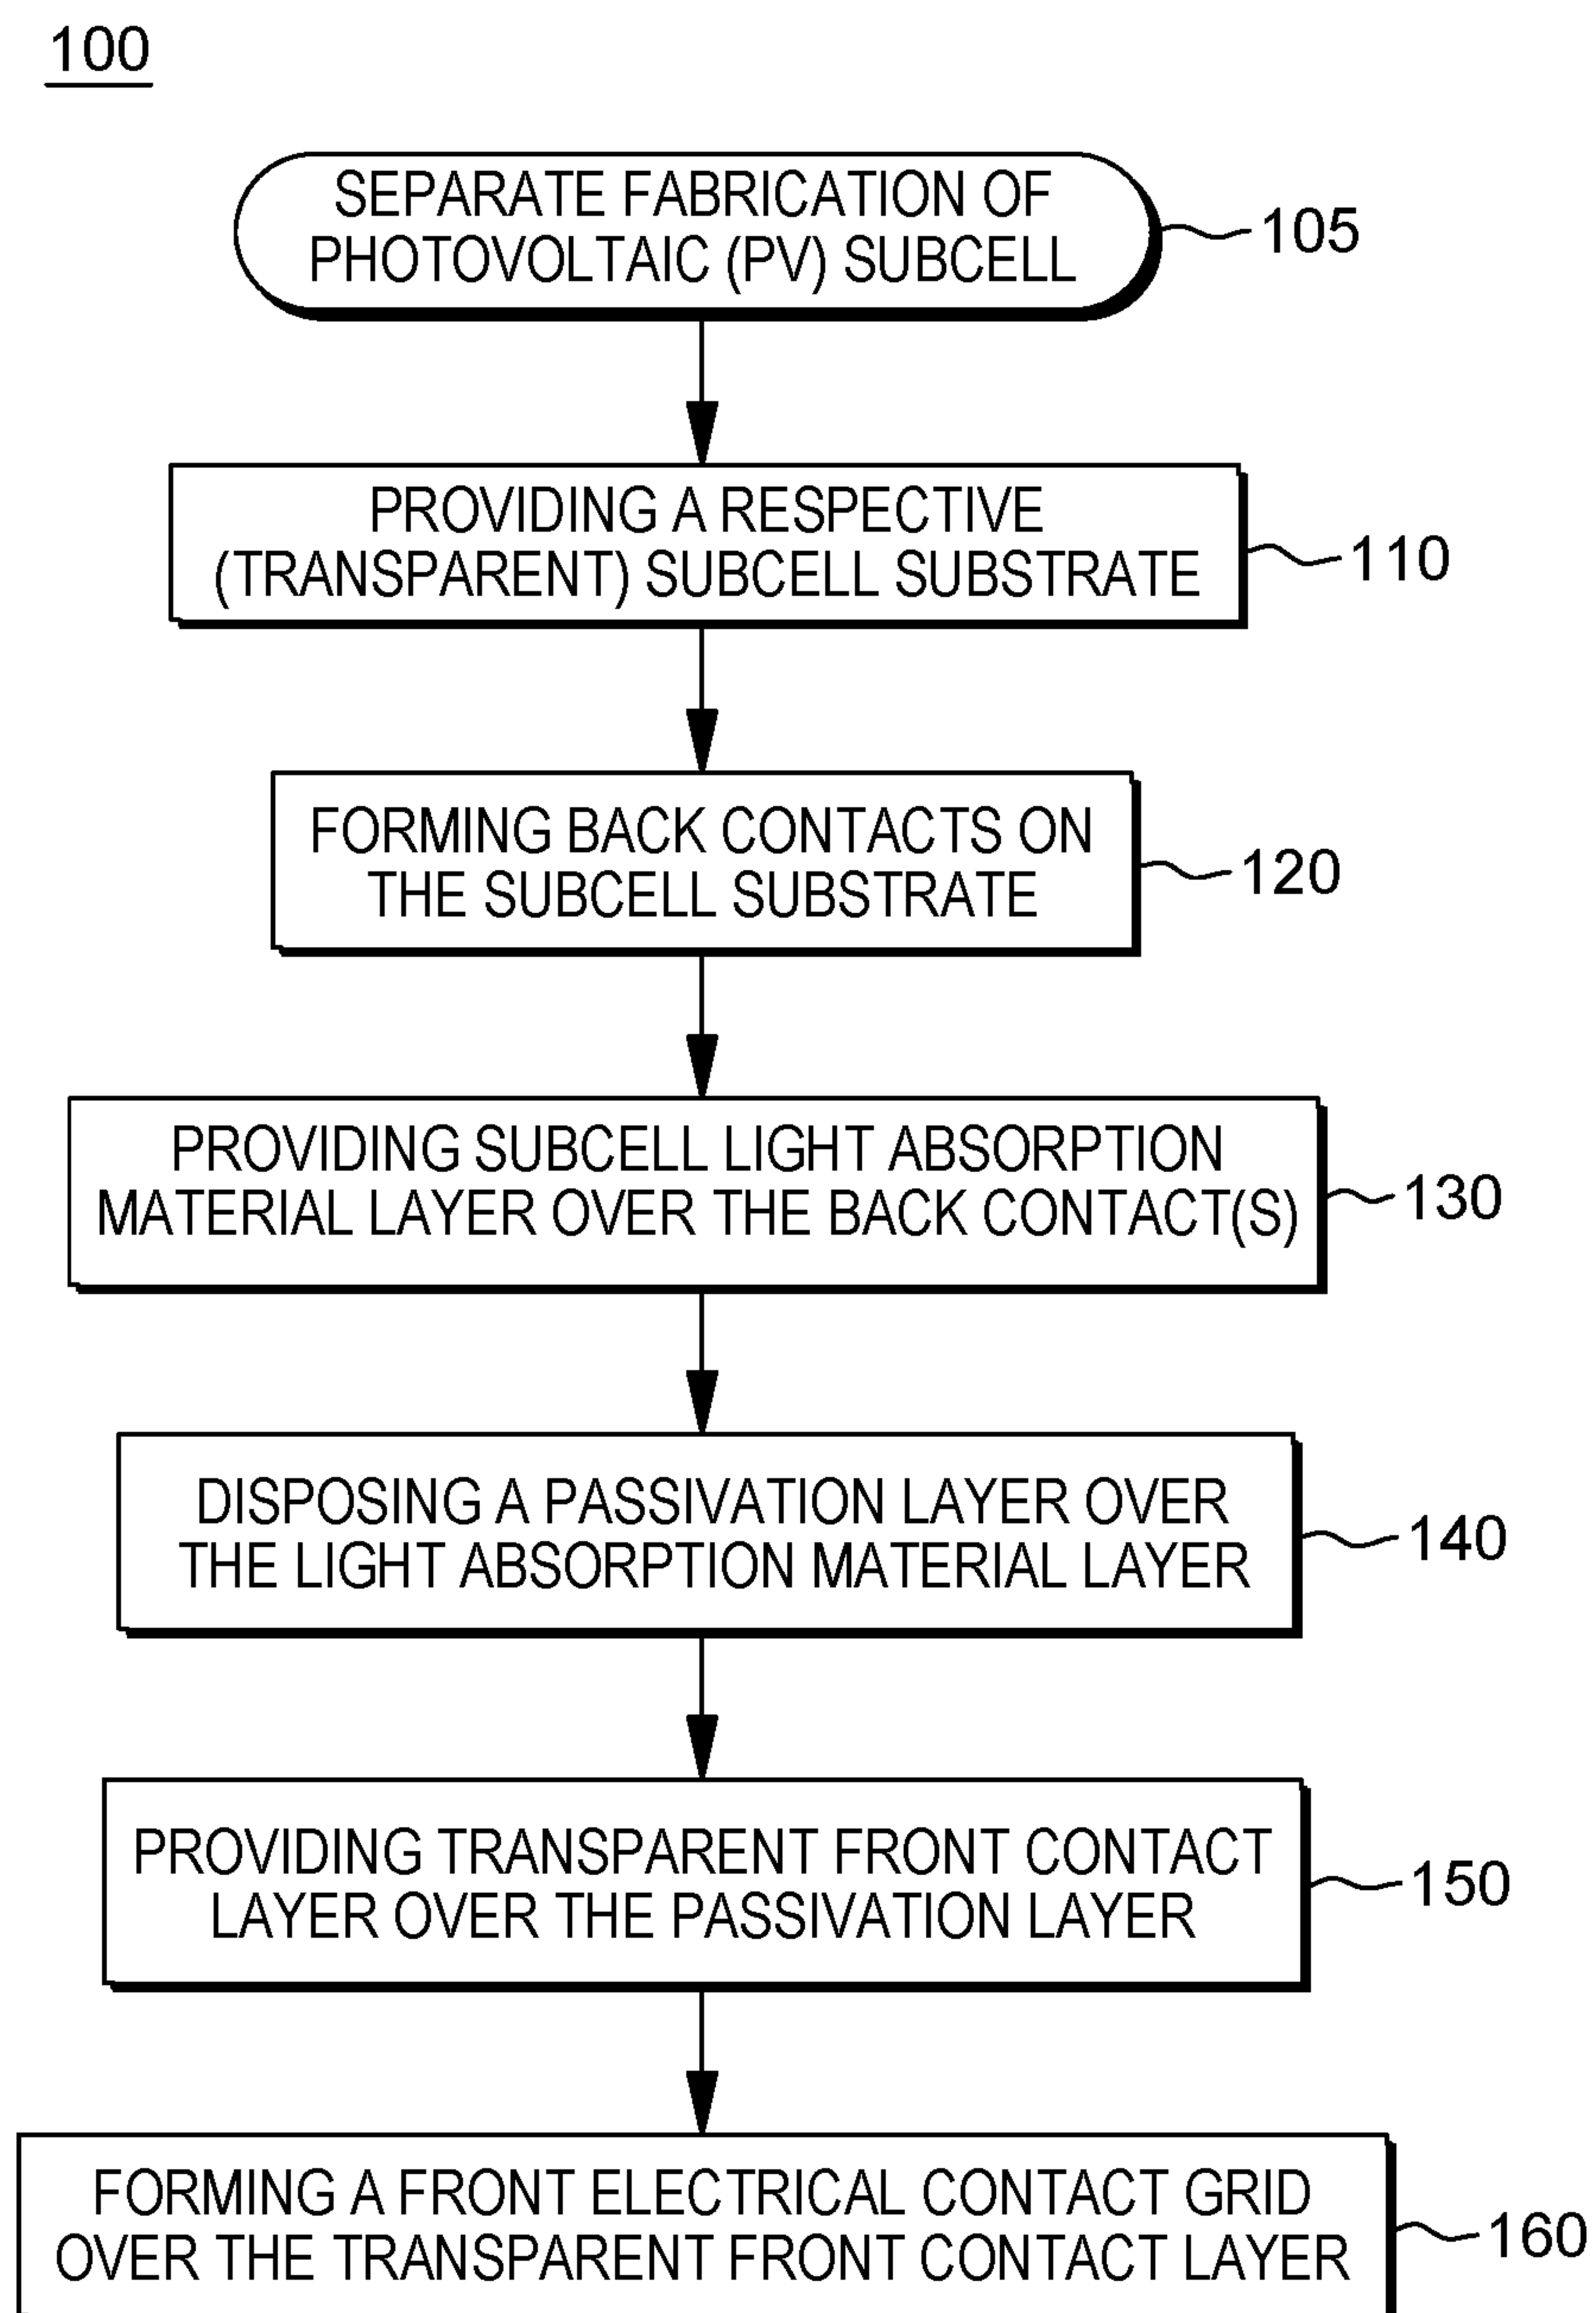 100
SEPARATE FABRICATION OF
PHOTOVOLTAIC (PV) SUBCELL
105
PROVIDING A RESPECTIVE
(TRANSPARENT) SUBCELL SUBSTRATE
110
FORMING BACK CONTACTS ON
THE SUBCELL SUBSTRATE
120
PROVIDING SUBCELL LIGHT ABSORPTION
MATERIAL LAYER OVER THE BACK CONTACT(S)
130
DISPOSING A PASSIVATION LAYER OVER
THE LIGHT ABSORPTION MATERIAL LAYER
140
PROVIDING TRANSPARENT FRONT CONTACT
LAYER OVER THE PASSIVATION LAYER
150
FORMING A FRONT ELECTRICAL CONTACT GRID
OVER THE TRANSPARENT FRONT CONTACT LAYER
160